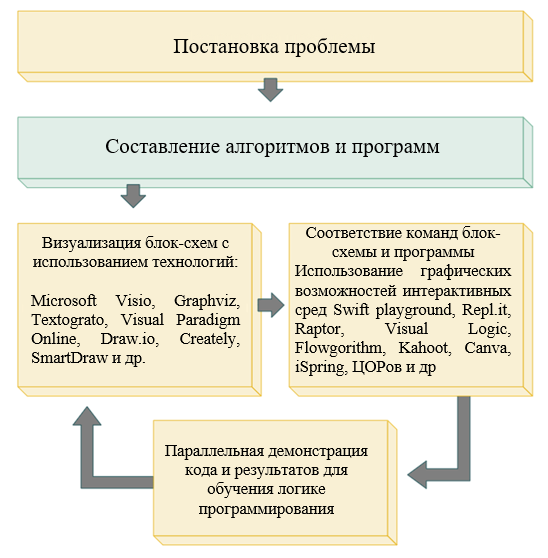 Постановка проблемы
Составление алгоритмов и программ
Визуализация блок-схем с
использованием технологий:
Microsoft Visio, Graphviz,
Textografo, Visual Paradigm
Online, Draw.io, Creately,
SmartDraw и др.
Соответствие команд блок-
схемы и программы
Использование графических
возможностей интерактивных
сред Swift playground, Repl.it,
Raptor, Visual Logic,
Flowgorithm, Kahoot, Canva,
iSpring, ЦОРов и др
Параллельная демонстрация
кода и результатов для
обучения логике
программирования